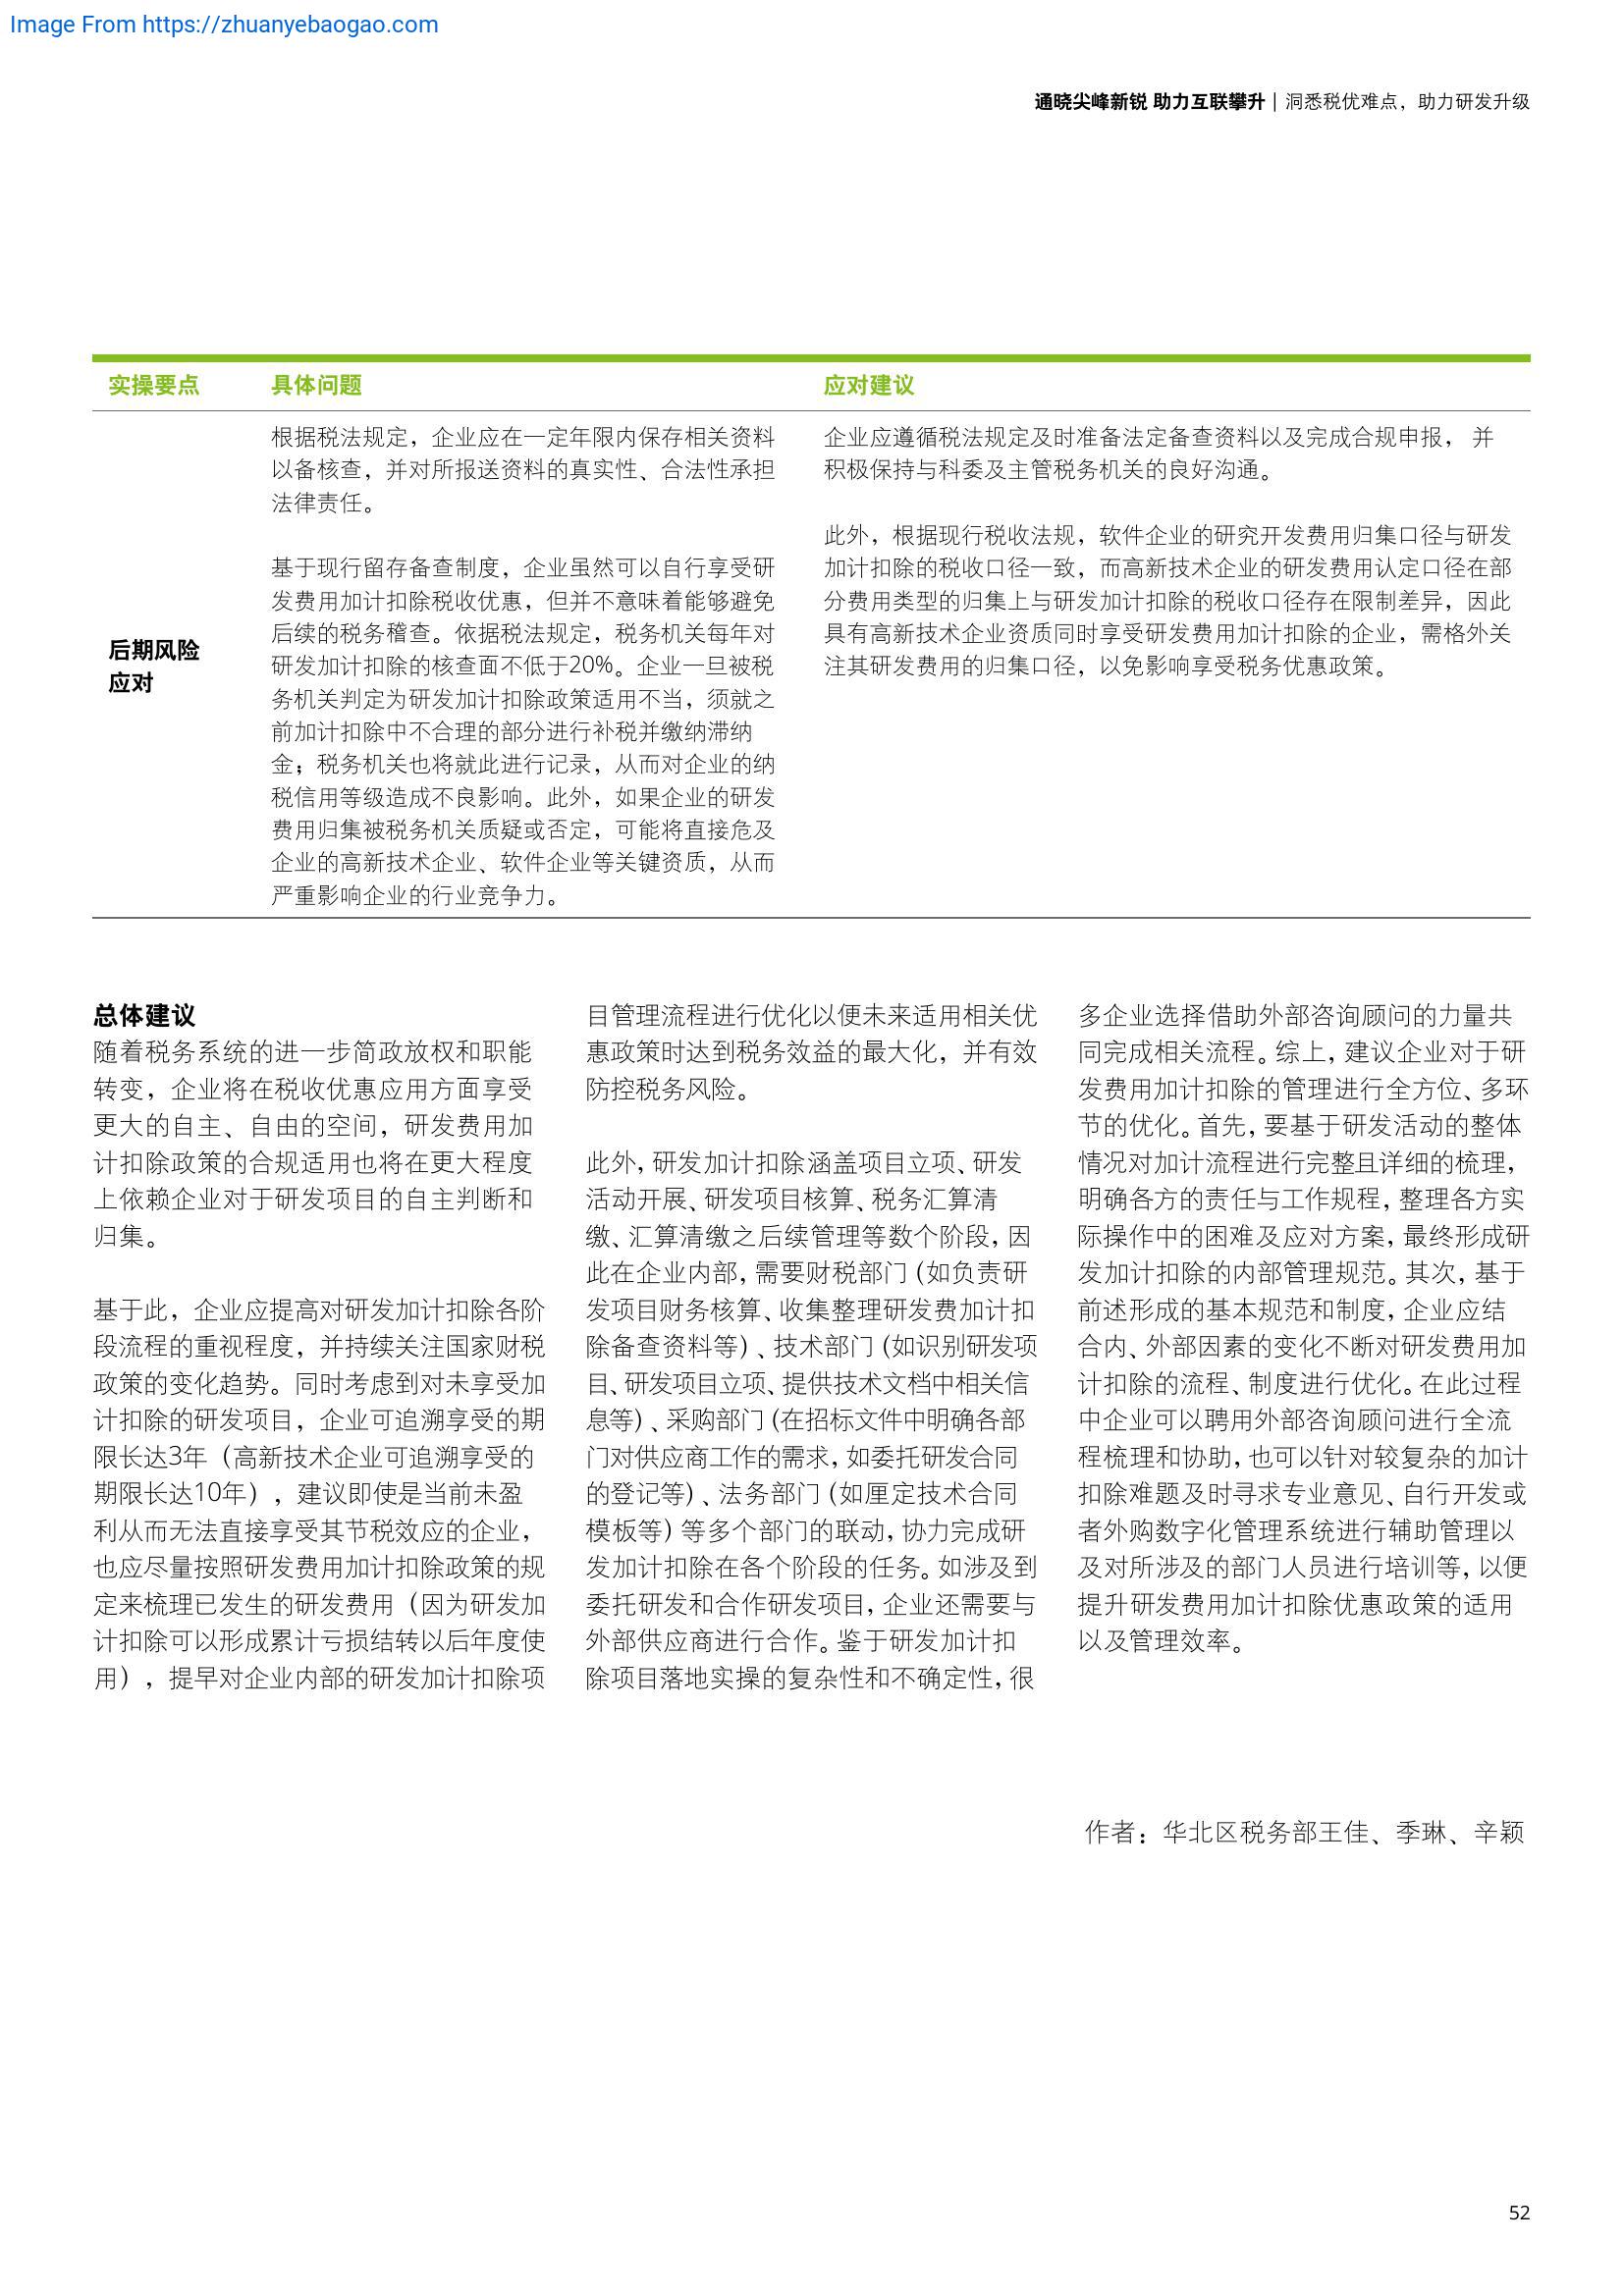 Image From https://zhuanyebaogao.com
通晓尖峰新锐 助力互联攀升 | 洞悉税优难点，助力研发升级
实操要点
具体问题
应对建议
后期风险
应对
根据税法规定，企业应在一定年限内保存相关资料
以备核查，并对所报送资料的真实性、合法性承担
法律责任。
基于现行留存备查制度，企业虽然可以自行享受研
发费用加计扣除税收优惠，但并不意味着能够避免
后续的税务稽查。依据税法规定，税务机关每年对
研发加计扣除的核查面不低于20%。企业一旦被税
务机关判定为研发加计扣除政策适用不当，须就之
前加计扣除中不合理的部分进行补税并缴纳滞纳
金；税务机关也将就此进行记录，从而对企业的纳
税信用等级造成不良影响。此外，如果企业的研发
费用归集被税务机关质疑或否定，可能将直接危及
企业的高新技术企业、软件企业等关键资质，从而
严重影响企业的行业竞争力。
企业应遵循税法规定及时准备法定备查资料以及完成合规申报， 并
积极保持与科委及主管税务机关的良好沟通。
此外，根据现行税收法规，软件企业的研究开发费用归集口径与研发
加计扣除的税收口径一致，而高新技术企业的研发费用认定口径在部
分费用类型的归集上与研发加计扣除的税收口径存在限制差异，因此
具有高新技术企业资质同时享受研发费用加计扣除的企业，需格外关
注其研发费用的归集口径，以免影响享受税务优惠政策。
总体建议
随着税务系统的进一步简政放权和职能
转变，企业将在税收优惠应用方面享受
更大的自主、自由的空间，研发费用加
计扣除政策的合规适用也将在更大程度
上依赖企业对于研发项目的自主判断和
归集。
基于此，企业应提高对研发加计扣除各阶
段流程的重视程度，并持续关注国家财税
政策的变化趋势。同时考虑到对未享受加
计扣除的研发项目，企业可追溯享受的期
限长达3年（高新技术企业可追溯享受的
期限长达10年），建议即使是当前未盈
利从而无法直接享受其节税效应的企业，
也应尽量按照研发费用加计扣除政策的规
定来梳理已发生的研发费用（因为研发加
计扣除可以形成累计亏损结转以后年度使
用），提早对企业内部的研发加计扣除项
目管理流程进行优化以便未来适用相关优
惠政策时达到税务效益的最大化，并有效
防控税务风险。
此外，研发加计扣除涵盖项目立项、研发
活动开展、研发项目核算、税务汇算清
缴、汇算清缴之后续管理等数个阶段，因
此在企业内部，需要财税部门（如负责研
发项目财务核算、收集整理研发费加计扣
除备查资料等）、技术部门（如识别研发项
目、研发项目立项、提供技术文档中相关信
息等）、采购部门（在招标文件中明确各部
门对供应商工作的需求，如委托研发合同
的登记等）、法务部门（如厘定技术合同
模板等）等多个部门的联动，协力完成研
发加计扣除在各个阶段的任务。如涉及到
委托研发和合作研发项目，企业还需要与
外部供应商进行合作。鉴于研发加计扣
除项目落地实操的复杂性和不确定性，很
多企业选择借助外部咨询顾问的力量共
同完成相关流程。综上，建议企业对于研
发费用加计扣除的管理进行全方位、多环
节的优化。首先，要基于研发活动的整体
情况对加计流程进行完整且详细的梳理，
明确各方的责任与工作规程，整理各方实
际操作中的困难及应对方案，最终形成研
发加计扣除的内部管理规范。其次，基于
前述形成的基本规范和制度，企业应结
合内、外部因素的变化不断对研发费用加
计扣除的流程、制度进行优化。在此过程
中企业可以聘用外部咨询顾问进行全流
程梳理和协助，也可以针对较复杂的加计
扣除难题及时寻求专业意见、自行开发或
者外购数字化管理系统进行辅助管理以
及对所涉及的部门人员进行培训等，以便
提升研发费用加计扣除优惠政策的适用
以及管理效率。
作者：华北区税务部王佳、季琳、辛颖
52